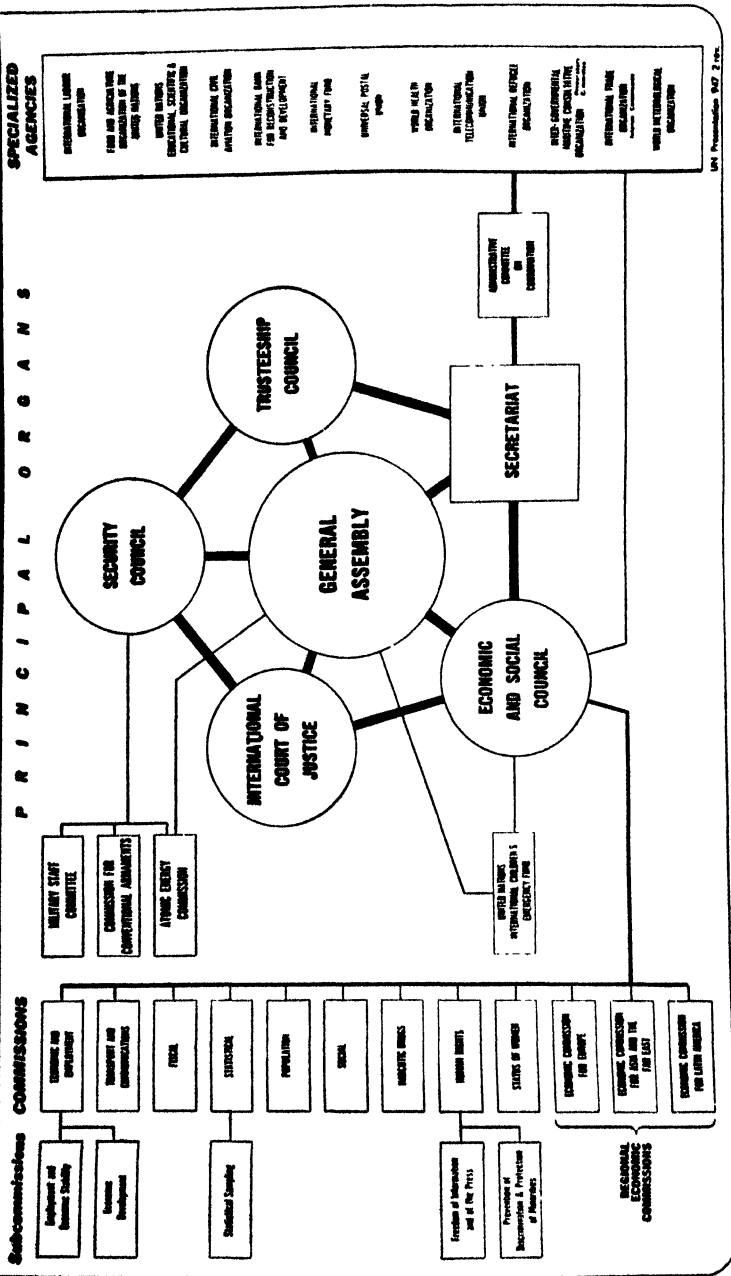 SPECIALIZED
AGENCIES
INTERNATIONAL LABOUR
ORGANIZATION
FOOD AND AGRICULTURE
ORGANIZATION OF THE
UNITED NATIONS
UNITED NATIONS
EDUCATIONAL, SCIENTIFIC &
CULTURAL ORGANIZATION
INTERNATIONAL CIVIL
AVIATION ORGANIZATION
INTERNATIONAL BANK
FOR RECONSTRUCTION
AND DEVELOPMENT
INTERNATIONAL
MONETARY FUND
UNIVERSAL POSTAL
UNION
WORLD HEALTH
ORGANIZATION
INTERNATIONAL
TELECOMMUNICATION
UNION
INTERNATIONAL REFUGEE
ORGANIZATION
INTER-GOVERNMENTAL
MARITIME CONSULTATIVE
ORGANIZATION
INTERNATIONAL TRADE
ORGANIZATION
WORLD METEOROLOGICAL
ORGANIZATION
UN Presentation 947 2 rev.
ADMINISTRATIVE
COMMITTEE
ON
COORDINATION
PRINCIPAL ORGANS
TRUSTEESHIP
COUNCIL
SECURITY
COUNCIL
GENERAL
ASSEMBLY
SECRETARIAT
INTERNATIONAL
COURT OF
JUSTICE
ECONOMIC
AND SOCIAL
COUNCIL
MILITARY STAFF
COMMITTEE
COMMISSION FOR
CONVENTIONAL ARMAMENTS
ATOMIC ENERGY
COMMISSION
UNITED NATIONS
INTERNATIONAL CHILDREN'S
EMERGENCY FUND
COMMISSIONS
ECONOMIC AND
EMPLOYMENT
TRANSPORT AND
COMMUNICATIONS
FISCAL
STATISTICAL
POPULATION
SOCIAL
NARCOTIC DRUGS
HUMAN RIGHTS
STATUS OF WOMEN
ECONOMIC COMMISSION
FOR EUROPE
ECONOMIC COMMISSION
FOR ASIA AND THE
FAR EAST
ECONOMIC COMMISSION
FOR LATIN AMERICA
Subcommissions
Employment and
Economic Stability
Economic
Development
Statistical Sampling
Freedom of Information
and of the Press
Prevention of
Discrimination & Protection
of Minorities
REGIONAL
ECONOMIC
COMMISSIONS